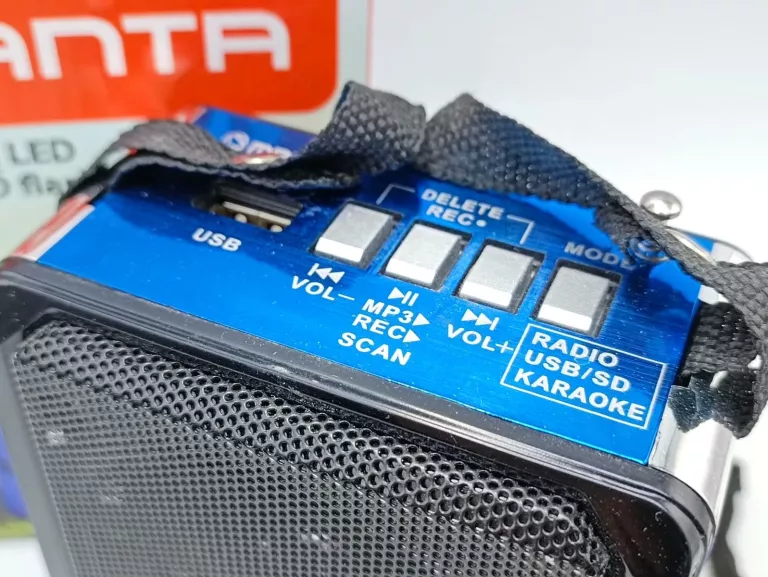 ANTA
LED
USB
DELETE
REC•
MODE
⏮
VOL−
⏯
MP3▶
REC▶
SCAN
⏭
VOL+
RADIO
USB/SD
KARAOKE